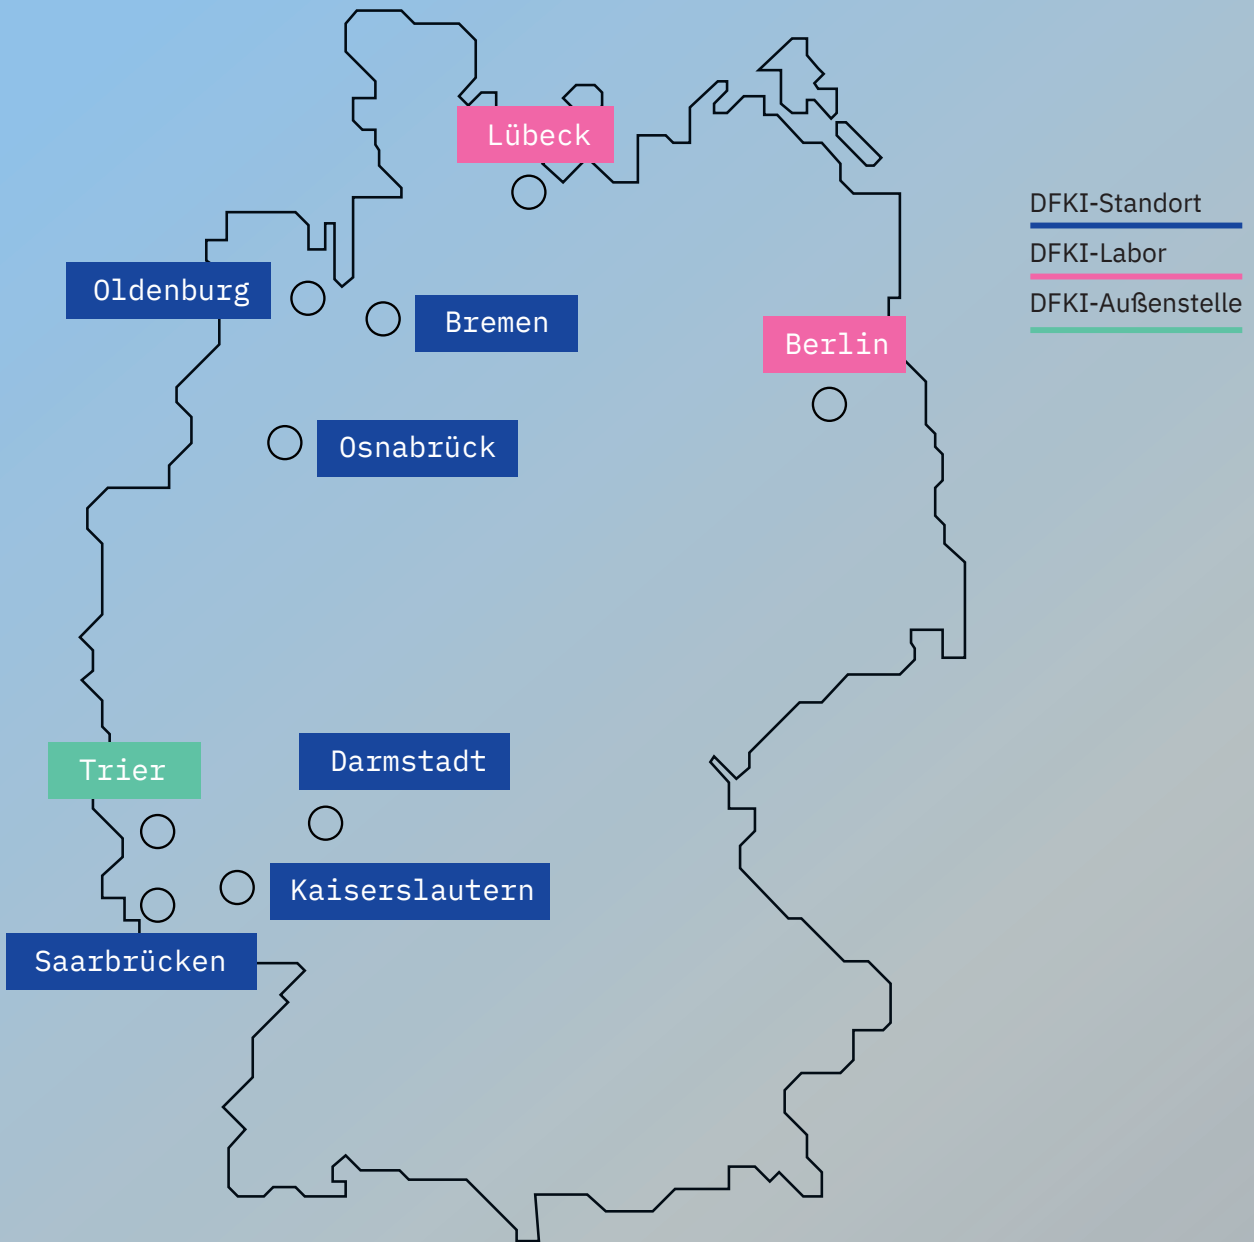 Lübeck
DFKI-Standort
DFKI-Labor
DFKI-Außenstelle
Oldenburg
Bremen
Berlin
Osnabrück
Darmstadt
Trier
Kaiserslautern
Saarbrücken